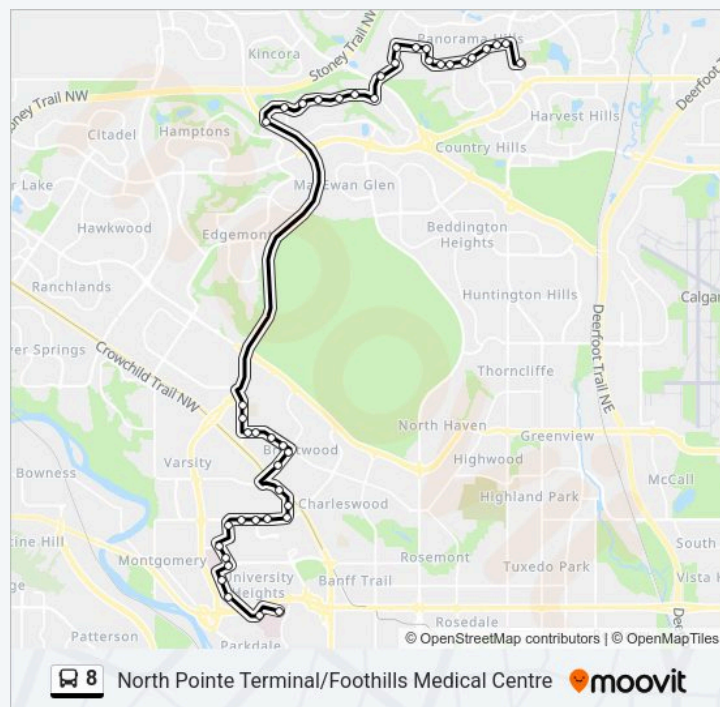 Panorama Hills
Kincora
Stoney Trail NW
Deerfoot T
oney Trail NW
Citadel
Hamptons
Harvest Hills
Country Hills
r Lake
MacEwan Glen
Hawkwood
Edgemont
Beddington
Heights
Ranchlands
Huntington Hills
Calgar
ver Springs
Crowchild Trail NW
Deerfoot Trail NE
Thorncliffe
North Haven
Greenview
Brentwood
Varsity
Highwood
Bowness
McCall
Charleswood
Highland Park
tine Hill
South
Montgomery
Rosemont
Tuxedo Park
University
Heights
Banff Trail
Vista H
Patterson
Parkdale
Rosedale
Dee
© OpenStreetMap contributors | © OpenMapTiles
8
North Pointe Terminal/Foothills Medical Centre
moovit